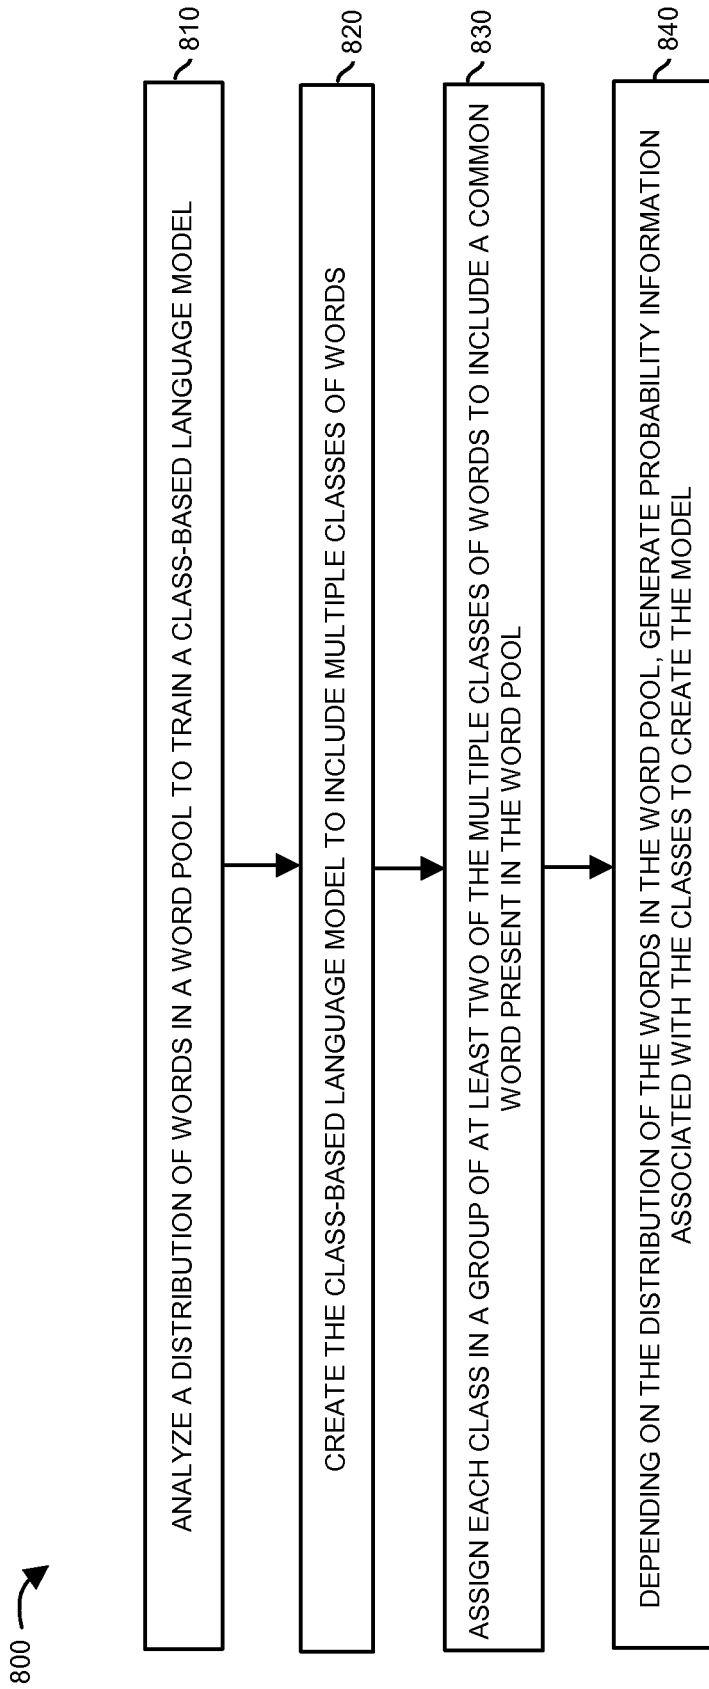 800
ANALYZE A DISTRIBUTION OF WORDS IN A WORD POOL TO TRAIN A CLASS-BASED LANGUAGE MODEL
810
CREATE THE CLASS-BASED LANGUAGE MODEL TO INCLUDE MULTIPLE CLASSES OF WORDS
820
ASSIGN EACH CLASS IN A GROUP OF AT LEAST TWO OF THE MULTIPLE CLASSES OF WORDS TO INCLUDE A COMMON
WORD PRESENT IN THE WORD POOL
830
DEPENDING ON THE DISTRIBUTION OF THE WORDS IN THE WORD POOL, GENERATE PROBABILITY INFORMATION
ASSOCIATED WITH THE CLASSES TO CREATE THE MODEL
840